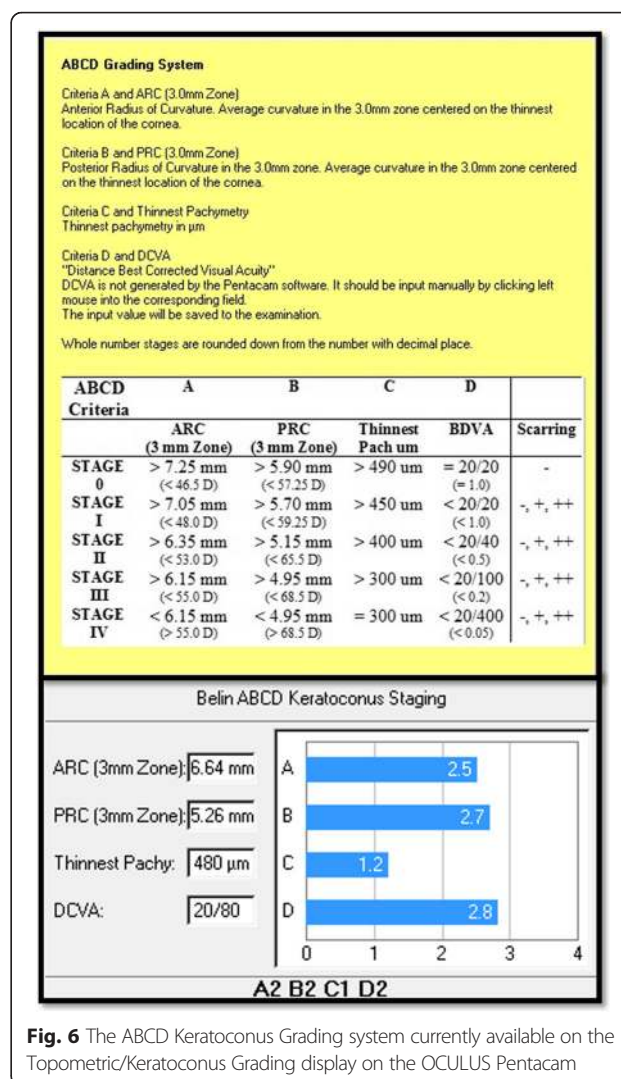 ABCD Grading System
Criteria A and ARC (3.0mm Zone)
Anterior Radius of Curvature. Average curvature in the 3.0mm zone centered on the thinnest
location of the cornea.
Criteria B and PRC (3.0mm Zone)
Posterior Radius of Curvature in the 3.0mm zone. Average curvature in the 3.0mm zone centered
on the thinnest location of the cornea.
Criteria C and Thinnest Pachymetry
Thinnest pachymetry in µm
Criteria D and DCVA
"Distance Best Corrected Visual Acuity"
DCVA is not generated by the Pentacam software. It should be input manually by clicking left
mouse into the corresponding field.
The input value will be saved to the examination.
Whole number stages are rounded down from the number with decimal place.
ABCD Criteria A B C D
ARC (3 mm Zone) PRC (3 mm Zone) Thinnest Pach um BDVA Scarring
STAGE 0 > 7.25 mm (< 46.5 D) > 5.90 mm (< 57.25 D) > 490 um = 20/20 (= 1.0) -
STAGE I > 7.05 mm (< 48.0 D) > 5.70 mm (< 59.25 D) > 450 um < 20/20 (< 1.0) -, +, ++
STAGE II > 6.35 mm (< 53.0 D) > 5.15 mm (< 65.5 D) > 400 um < 20/40 (< 0.5) -, +, ++
STAGE III > 6.15 mm (< 55.0 D) > 4.95 mm (< 68.5 D) > 300 um < 20/100 (< 0.2) -, +, ++
STAGE IV < 6.15 mm (> 55.0 D) < 4.95 mm (> 68.5 D) = 300 um < 20/400 (< 0.05) -, +, ++
Belin ABCD Keratoconus Staging
ARC (3mm Zone): 6.64 mm A 2.5
PRC (3mm Zone): 5.26 mm B 2.7
Thinnest Pachy: 480 µm C 1.2
DCVA: 20/80 D 2.8
0 1 2 3 4
A2 B2 C1 D2
Fig. 6 The ABCD Keratoconus Grading system currently available on the
Topometric/Keratoconus Grading display on the OCULUS Pentacam